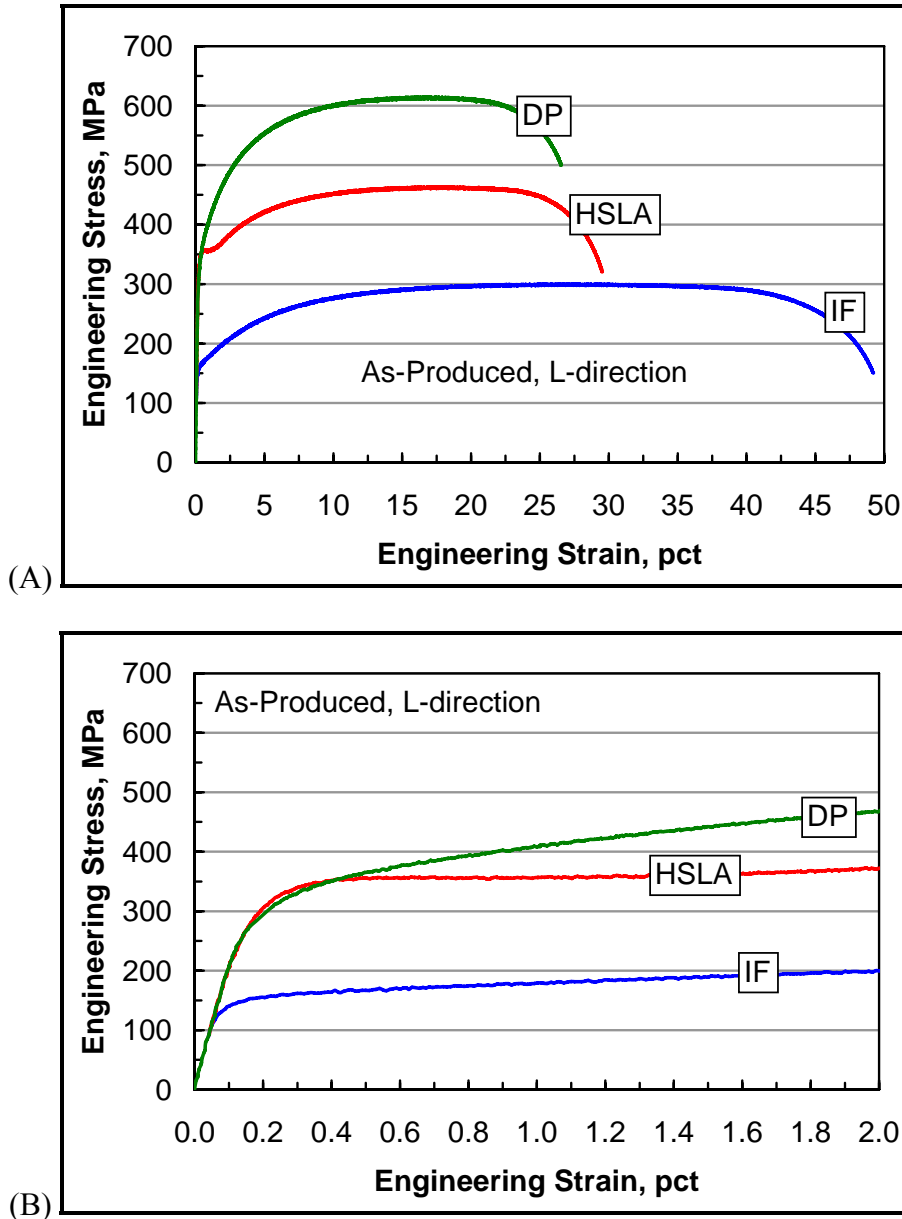 700
600
500
400
300
200
100
0
Engineering Stress, MPa
DP
HSLA
IF
As-Produced, L-direction
0 5 10 15 20 25 30 35 40 45 50
Engineering Strain, pct
(A)
700
600
500
400
300
200
100
0
Engineering Stress, MPa
As-Produced, L-direction
DP
HSLA
IF
0.0 0.2 0.4 0.6 0.8 1.0 1.2 1.4 1.6 1.8 2.0
Engineering Strain, pct
(B)